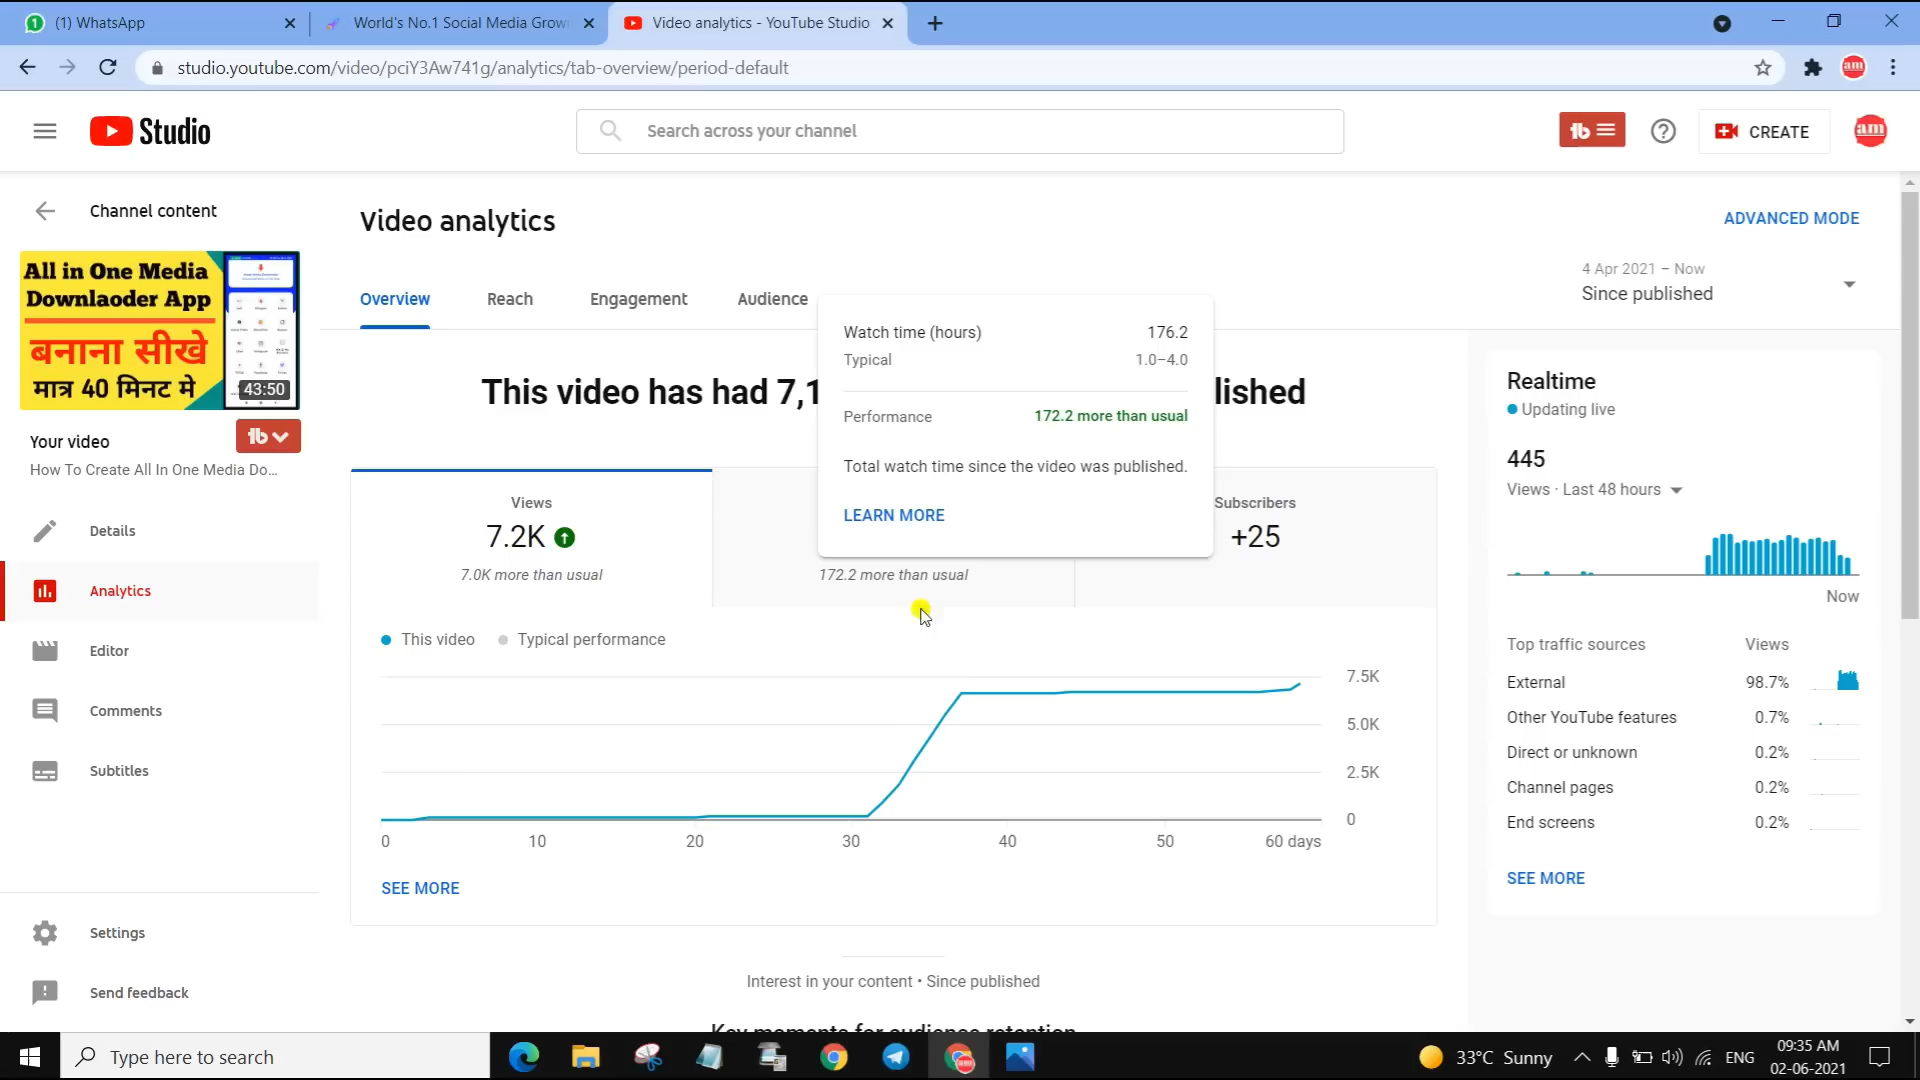 (1) WhatsApp
World's No.1 Social Media Grow
Video analytics - YouTube Studio
studio.youtube.com/video/pciY3Aw741g/analytics/tab-overview/period-default
am
Studio
Search across your channel
tb
?
CREATE
am
Channel content
Video analytics
ADVANCED MODE
4 Apr 2021 – Now
Since published
All in One Media
Downlaoder App
बनाना सीखे
मात्र 40 मिनट मे
43:50
Overview
Reach
Engagement
Audience
Watch time (hours)
176.2
Typical
1.0–4.0
Performance
172.2 more than usual
Total watch time since the video was published.
LEARN MORE
This video has had 7,1
lished
Your video
tb
How To Create All In One Media Do...
Views
7.2K
7.0K more than usual
172.2 more than usual
Subscribers
+25
Details
Analytics
Editor
Comments
Subtitles
Settings
Send feedback
This video
Typical performance
7.5K
5.0K
2.5K
0
0 10 20 30 40 50 60 days
SEE MORE
Interest in your content • Since published
Key moments for audience retention
Realtime
Updating live
445
Views · Last 48 hours
Now
Top traffic sources
Views
External
98.7%
Other YouTube features
0.7%
Direct or unknown
0.2%
Channel pages
0.2%
End screens
0.2%
SEE MORE
Type here to search
33°C Sunny
ENG
09:35 AM
02-06-2021